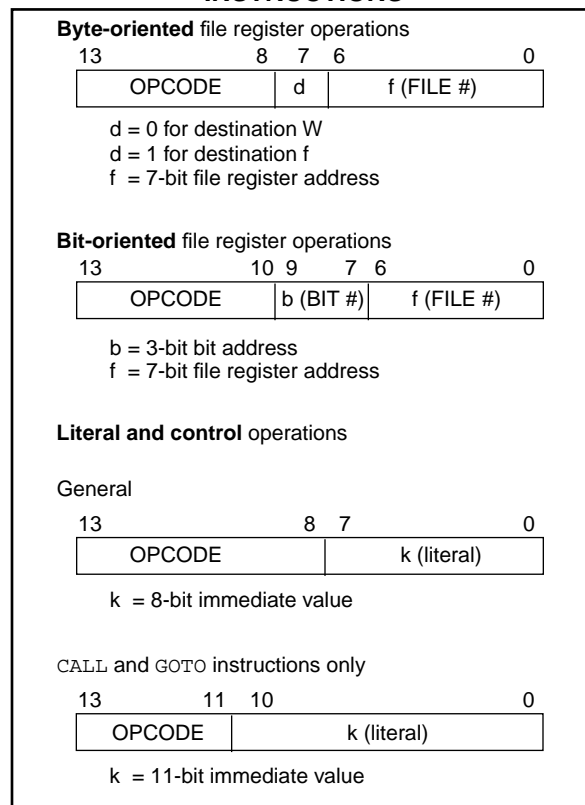 Byte-oriented file register operations
13 8 7 6 0
OPCODE d f (FILE #)
d = 0 for destination W
d = 1 for destination f
f = 7-bit file register address
Bit-oriented file register operations
13 10 9 7 6 0
OPCODE b (BIT #) f (FILE #)
b = 3-bit bit address
f = 7-bit file register address
Literal and control operations
General
13 8 7 0
OPCODE k (literal)
k = 8-bit immediate value
CALL and GOTO instructions only
13 11 10 0
OPCODE k (literal)
k = 11-bit immediate value